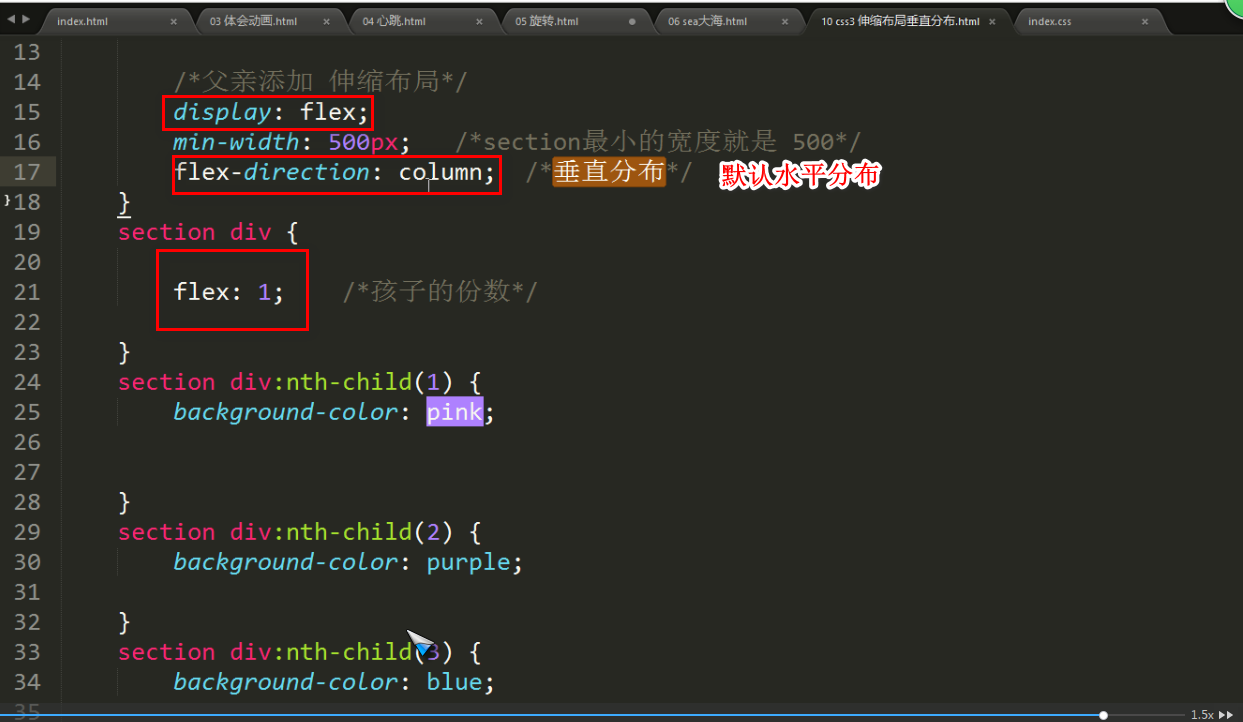 index.html × 03 体会动画.html × 04 心跳.html × 05 旋转.html 06 sea大海.html × 10 css3 伸缩布局垂直分布.html × index.css ×
13
14 /*父亲添加 伸缩布局*/
15 display: flex;
16 min-width: 500px; /*section最小的宽度就是 500*/
17 flex-direction: column; /*垂直分布*/ 默认水平分布
18 }
19 section div {
20
21 flex: 1; /*孩子的份数*/
22
23 }
24 section div:nth-child(1) {
25 background-color: pink;
26
27
28 }
29 section div:nth-child(2) {
30 background-color: purple;
31
32 }
33 section div:nth-child(3) {
34 background-color: blue;
35
1.5x